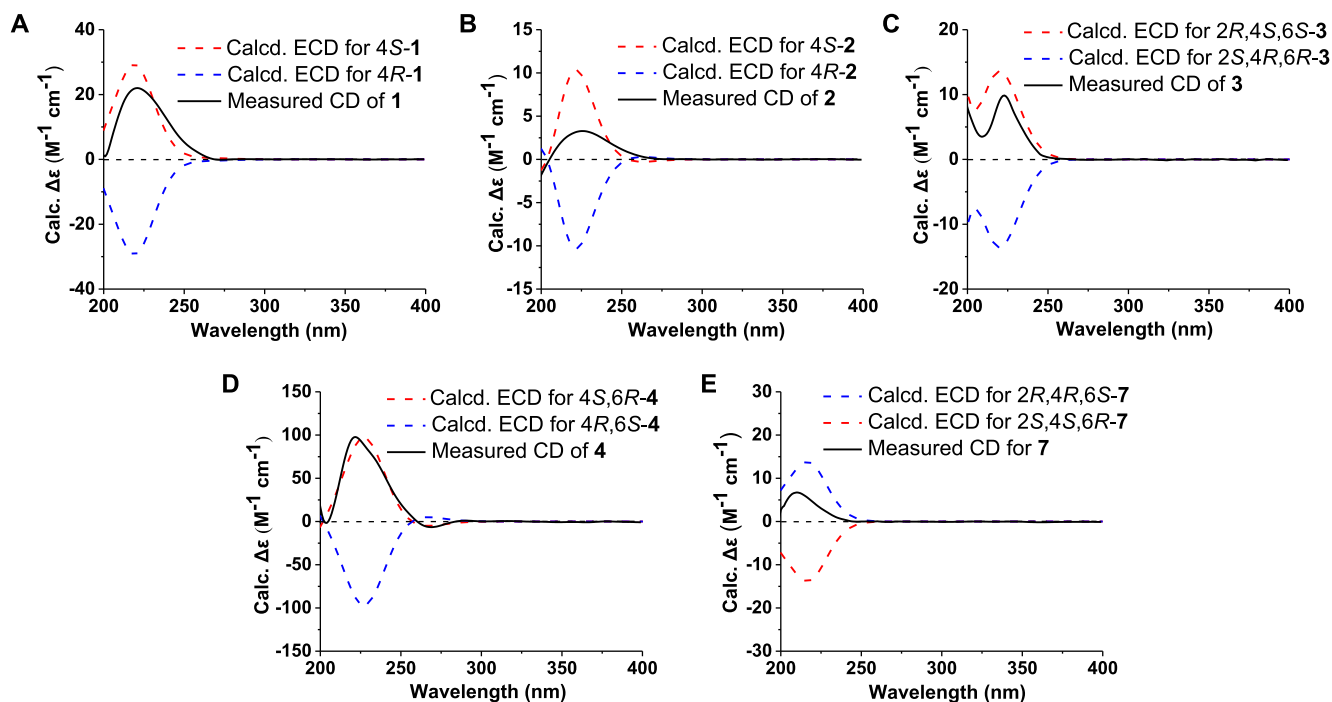 A
Calc. Δε (M⁻¹ cm⁻¹)
40
20
0
-20
-40
200 250 300 350 400
Wavelength (nm)
Calcd. ECD for 4S-1
Calcd. ECD for 4R-1
Measured CD of 1
B
Calc. Δε (M⁻¹ cm⁻¹)
15
10
5
0
-5
-10
-15
200 250 300 350 400
Wavelength (nm)
Calcd. ECD for 4S-2
Calcd. ECD for 4R-2
Measured CD of 2
C
Calc. Δε (M⁻¹ cm⁻¹)
20
10
0
-10
-20
200 250 300 350 400
Wavelength (nm)
Calcd. ECD for 2R,4S,6S-3
Calcd. ECD for 2S,4R,6R-3
Measured CD of 3
D
Calc. Δε (M⁻¹ cm⁻¹)
150
100
50
0
-50
-100
-150
200 250 300 350 400
Wavelength (nm)
Calcd. ECD for 4S,6R-4
Calcd. ECD for 4R,6S-4
Measured CD of 4
E
Calc. Δε (M⁻¹ cm⁻¹)
30
20
10
0
-10
-20
-30
200 250 300 350 400
Wavelength (nm)
Calcd. ECD for 2R,4R,6S-7
Calcd. ECD for 2S,4S,6R-7
Measured CD for 7